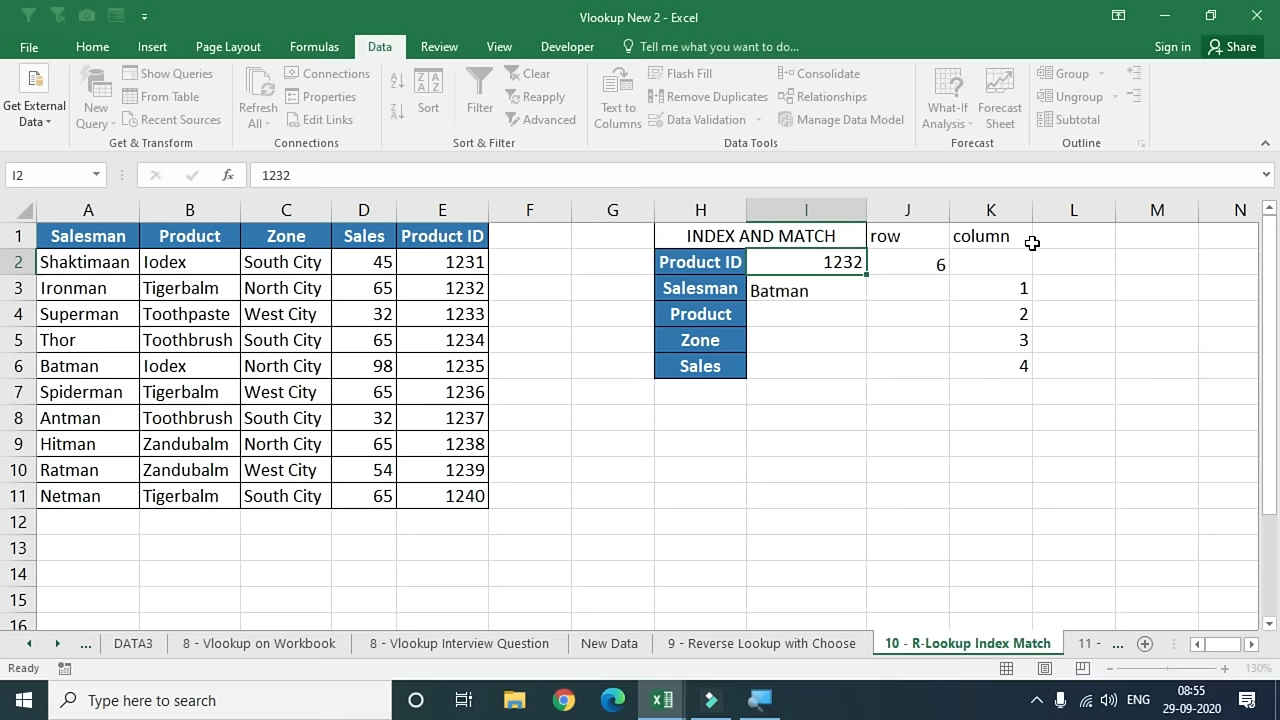 Vlookup New 2 - Excel
File Home Insert Page Layout Formulas Data Review View Developer Tell me what you want to do... Sign in Share
Get External Data
New Query
Show Queries
From Table
Recent Sources
Get & Transform
Refresh All
Connections
Properties
Edit Links
Connections
Sort
Filter
Clear
Reapply
Advanced
Sort & Filter
Text to Columns
Flash Fill
Remove Duplicates
Data Validation
Consolidate
Relationships
Manage Data Model
Data Tools
What-If Analysis
Forecast Sheet
Forecast
Group
Ungroup
Subtotal
Outline
I2 fx 1232
A B C D E F G H I J K L M N
1 Salesman Product Zone Sales Product ID INDEX AND MATCH row column
2 Shaktimaan Iodex South City 45 1231 Product ID 1232 6
3 Ironman Tigerbalm North City 65 1232 Salesman Batman 1
4 Superman Toothpaste West City 32 1233 Product 2
5 Thor Toothbrush South City 65 1234 Zone 3
6 Batman Iodex North City 98 1235 Sales 4
7 Spiderman Tigerbalm West City 65 1236
8 Antman Toothbrush South City 32 1237
9 Hitman Zandubalm North City 65 1238
10 Ratman Zandubalm West City 54 1239
11 Netman Tigerbalm South City 65 1240
12
13
14
15
16
... DATA3 8 - Vlookup on Workbook 8 - Vlookup Interview Question New Data 9 - Reverse Lookup with Choose 10 - R-Lookup Index Match 11 - ...
Ready 130%
Type here to search ENG 08:55
29-09-2020